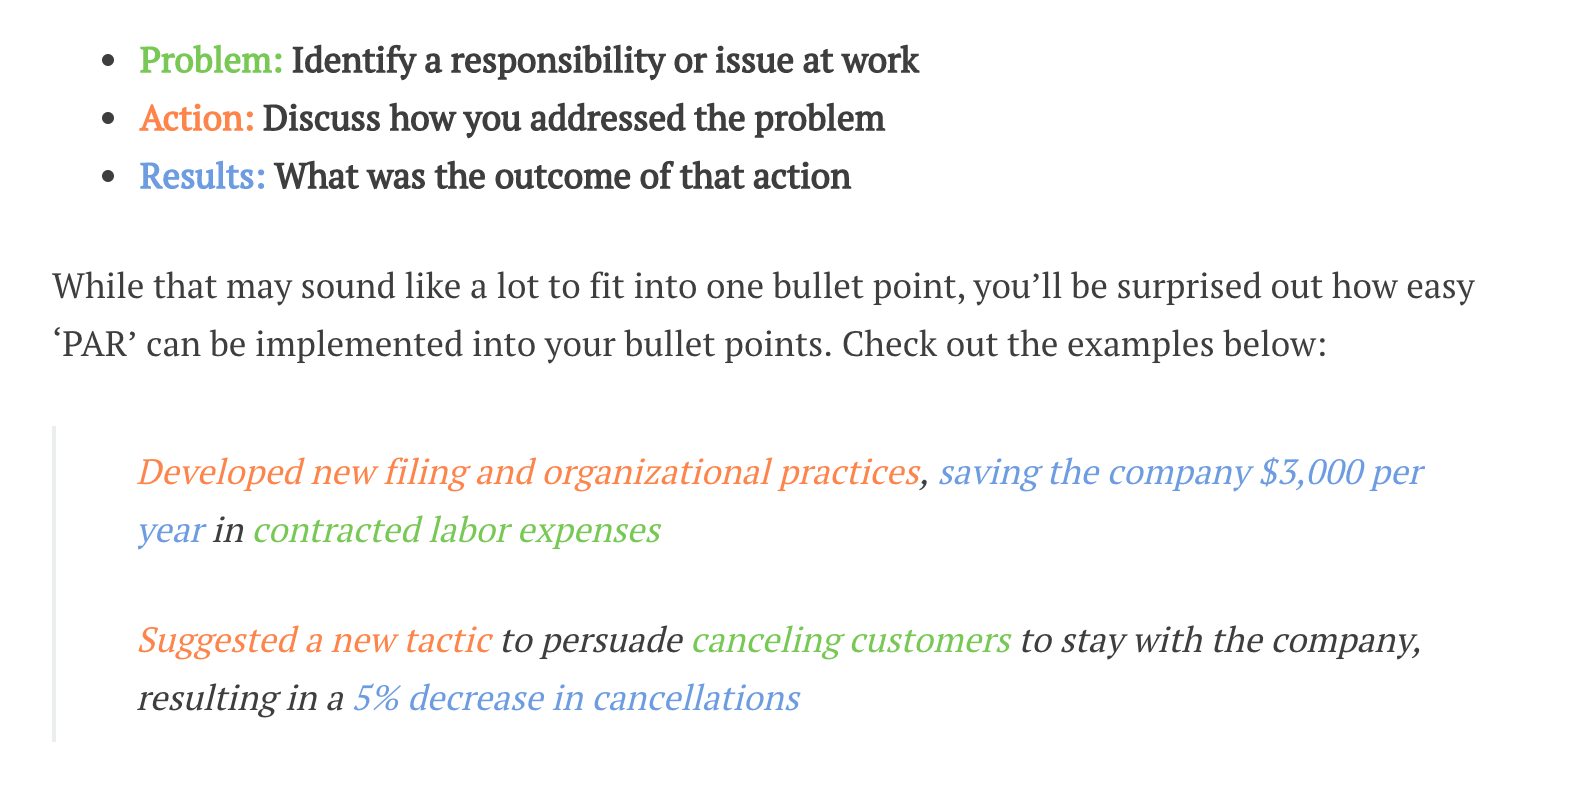 • Problem: Identify a responsibility or issue at work
• Action: Discuss how you addressed the problem
• Results: What was the outcome of that action
While that may sound like a lot to fit into one bullet point, you’ll be surprised out how easy
‘PAR’ can be implemented into your bullet points. Check out the examples below:
Developed new filing and organizational practices, saving the company $3,000 per
year in contracted labor expenses
Suggested a new tactic to persuade canceling customers to stay with the company,
resulting in a 5% decrease in cancellations